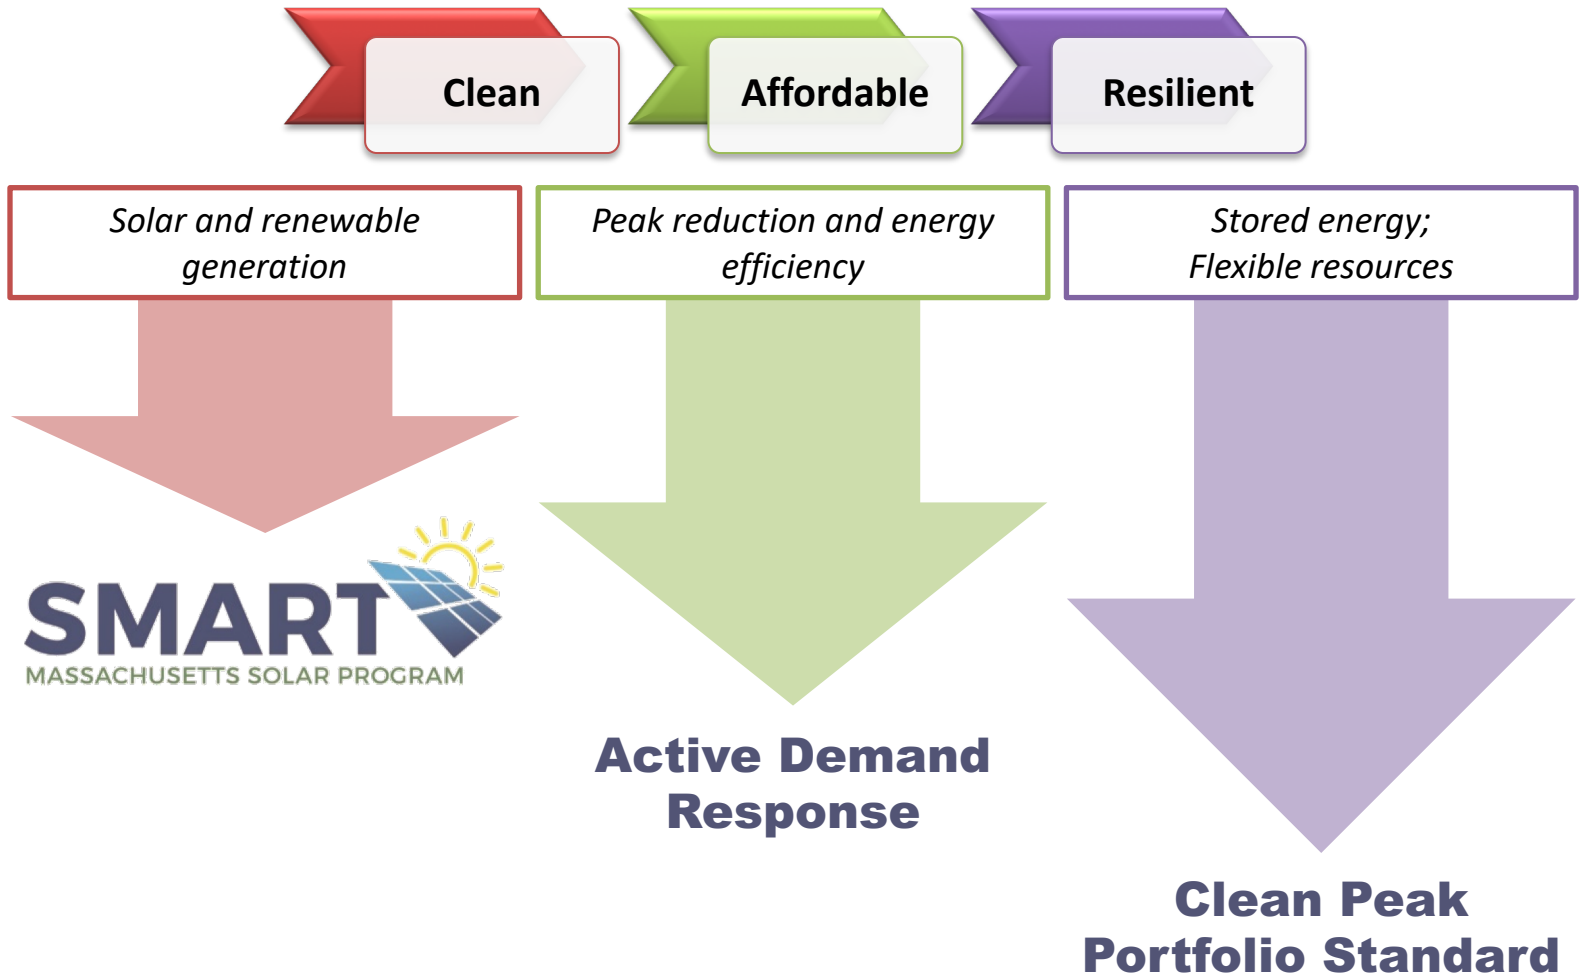 Clean
Affordable
Resilient
Solar and renewable
generation
Peak reduction and energy
efficiency
Stored energy;
Flexible resources
SMART
MASSACHUSETTS SOLAR PROGRAM
Active Demand
Response
Clean Peak
Portfolio Standard